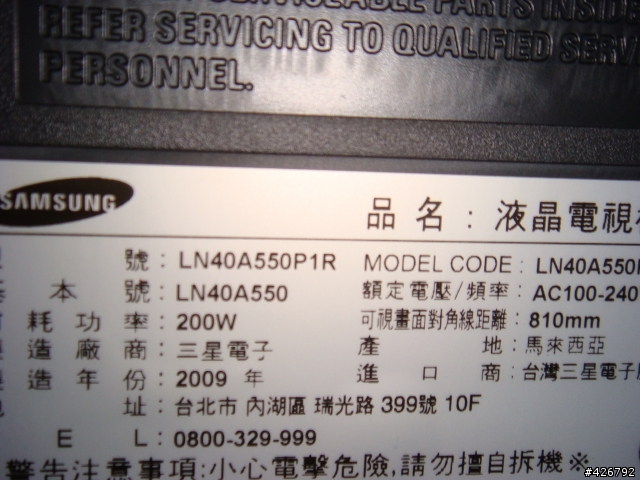 SERVICEABLE PARTS INSIDE
REFER SERVICING TO QUALIFIED SERV
PERSONNEL.
SAMSUNG
品名：液晶電視
號：LN40A550P1R MODEL CODE：LN40A550
本號：LN40A550 額定電壓/頻率：AC100-240
耗功率：200W 可視畫面對角線距離：810mm
造廠商：三星電子 產地：馬來西亞
造年份：2009 年 進口商：台灣三星電子
址：台北市 內湖區 瑞光路 399號 10F
E L：0800-329-999
警告注意事項:小心電擊危險,請勿擅自拆機※
#426792